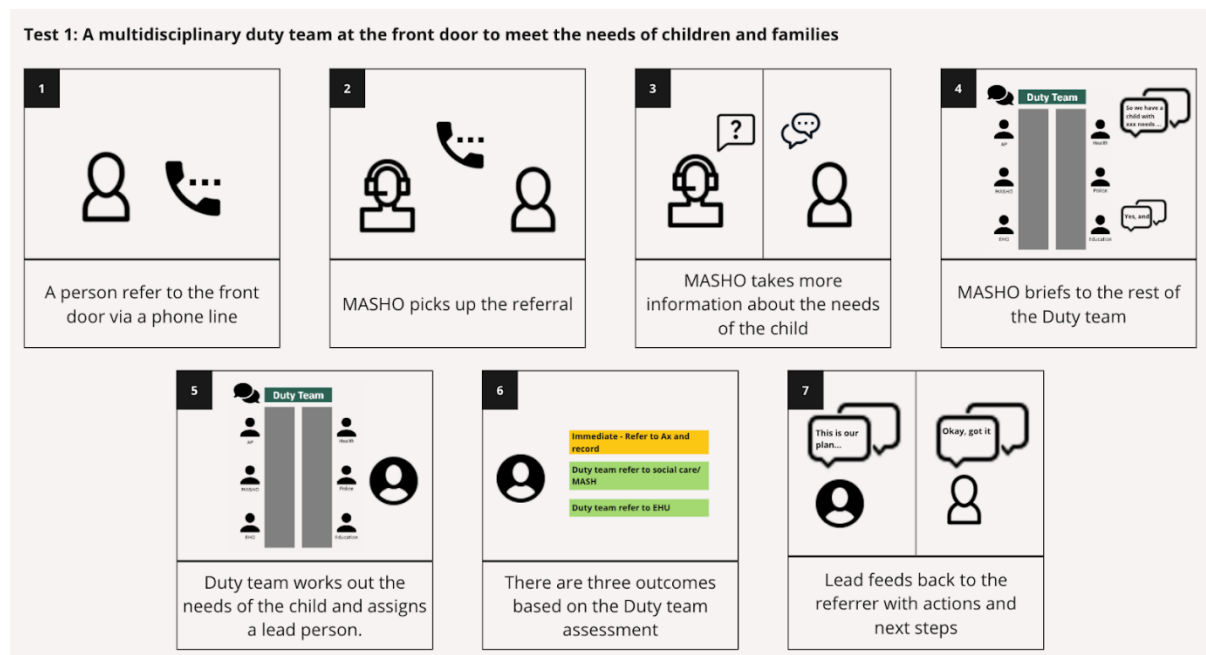 Test 1: A multidisciplinary duty team at the front door to meet the needs of children and families
1
A person refer to the front
door via a phone line
2
MASHO picks up the referral
3
?
MASHO takes more
information about the needs
of the child
4
Duty Team
So we have a
child with
xxx needs ...
AP
Health
MASHO
Police
EHO
Education
Yes, and
MASHO briefs to the rest of
the Duty team
5
Duty Team
AP
Health
MASHO
Police
EHO
Education
Duty team works out the
needs of the child and assigns
a lead person.
6
Immediate - Refer to Ax and
record
Duty team refer to social care/
MASH
Duty team refer to EHU
There are three outcomes
based on the Duty team
assessment
7
This is our
plan...
Okay, got it
Lead feeds back to the
referrer with actions and
next steps